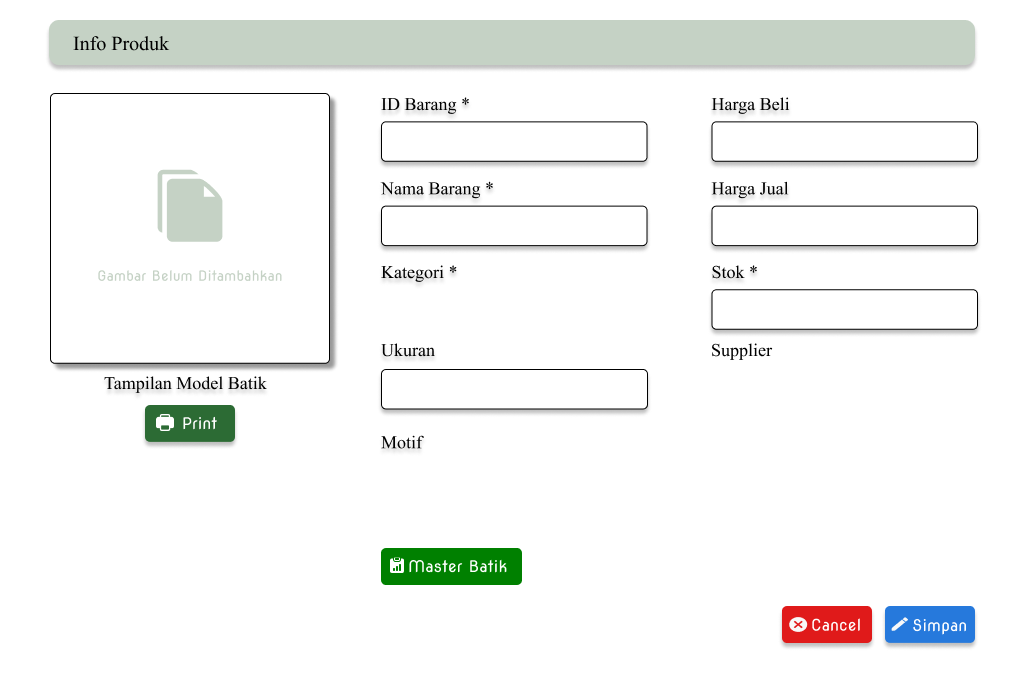 Info Produk
Gambar Belum Ditambahkan
Tampilan Model Batik
Print
ID Barang *
Nama Barang *
Kategori *
Ukuran
Motif
Master Batik
Harga Beli
Harga Jual
Stok *
Supplier
Cancel
Simpan